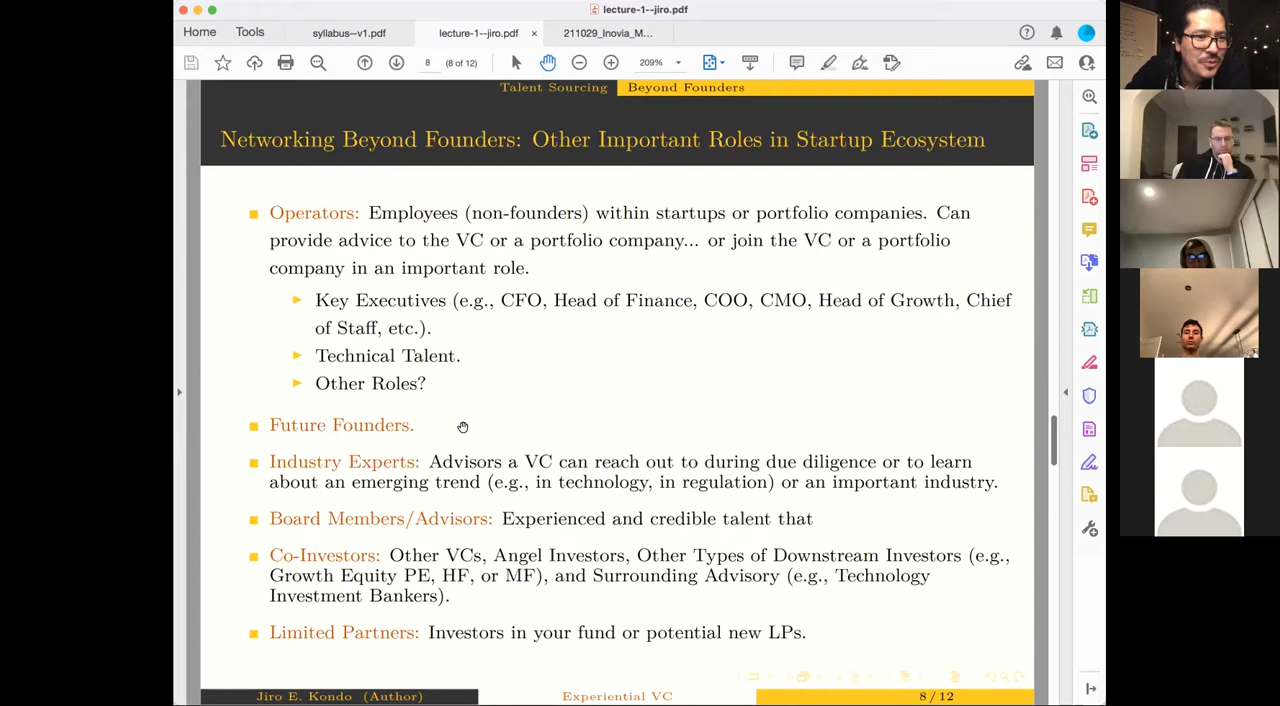 lecture-1--jiro.pdf
Home Tools syllabus--v1.pdf lecture-1--jiro.pdf × 211029_Inovia_M...
8 (8 of 12) 209%
Talent Sourcing Beyond Founders
Networking Beyond Founders: Other Important Roles in Startup Ecosystem
Operators: Employees (non-founders) within startups or portfolio companies. Can
provide advice to the VC or a portfolio company... or join the VC or a portfolio
company in an important role.
Key Executives (e.g., CFO, Head of Finance, COO, CMO, Head of Growth, Chief
of Staff, etc.).
Technical Talent.
Other Roles?
Future Founders.
Industry Experts: Advisors a VC can reach out to during due diligence or to learn
about an emerging trend (e.g., in technology, in regulation) or an important industry.
Board Members/Advisors: Experienced and credible talent that
Co-Investors: Other VCs, Angel Investors, Other Types of Downstream Investors (e.g.,
Growth Equity PE, HF, or MF), and Surrounding Advisory (e.g., Technology
Investment Bankers).
Limited Partners: Investors in your fund or potential new LPs.
Jiro E. Kondo (Author) Experiential VC 8 / 12